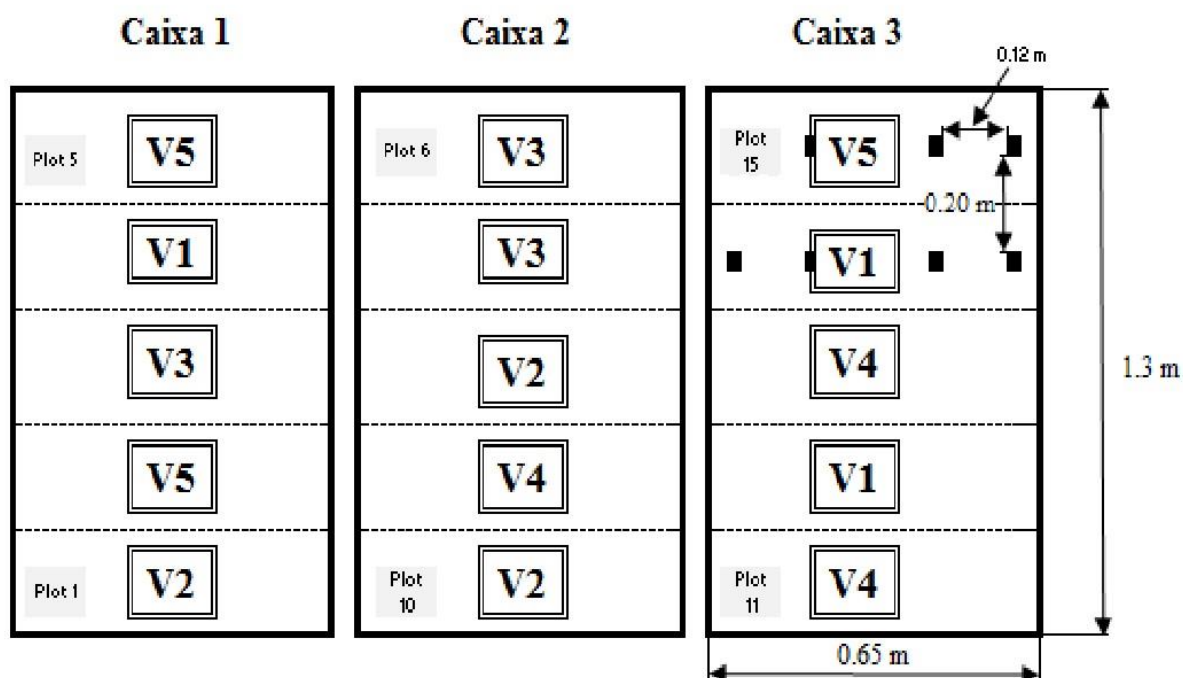 Caixa 1
Caixa 2
Caixa 3
0.12 m
Plot 5
V5
V1
V3
V5
Plot 1
V2
Plot 6
V3
V3
V2
V4
Plot
10
V2
Plot
15
V5
0.20 m
V1
V4
V1
Plot
11
V4
1.3 m
0.65 m